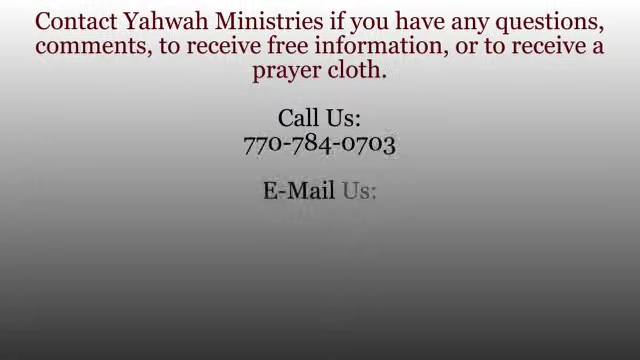 Contact Yahwah Ministries if you have any questions,
comments, to receive free information, or to receive a
prayer cloth.
Call Us:
770-784-0703
E-Mail Us: